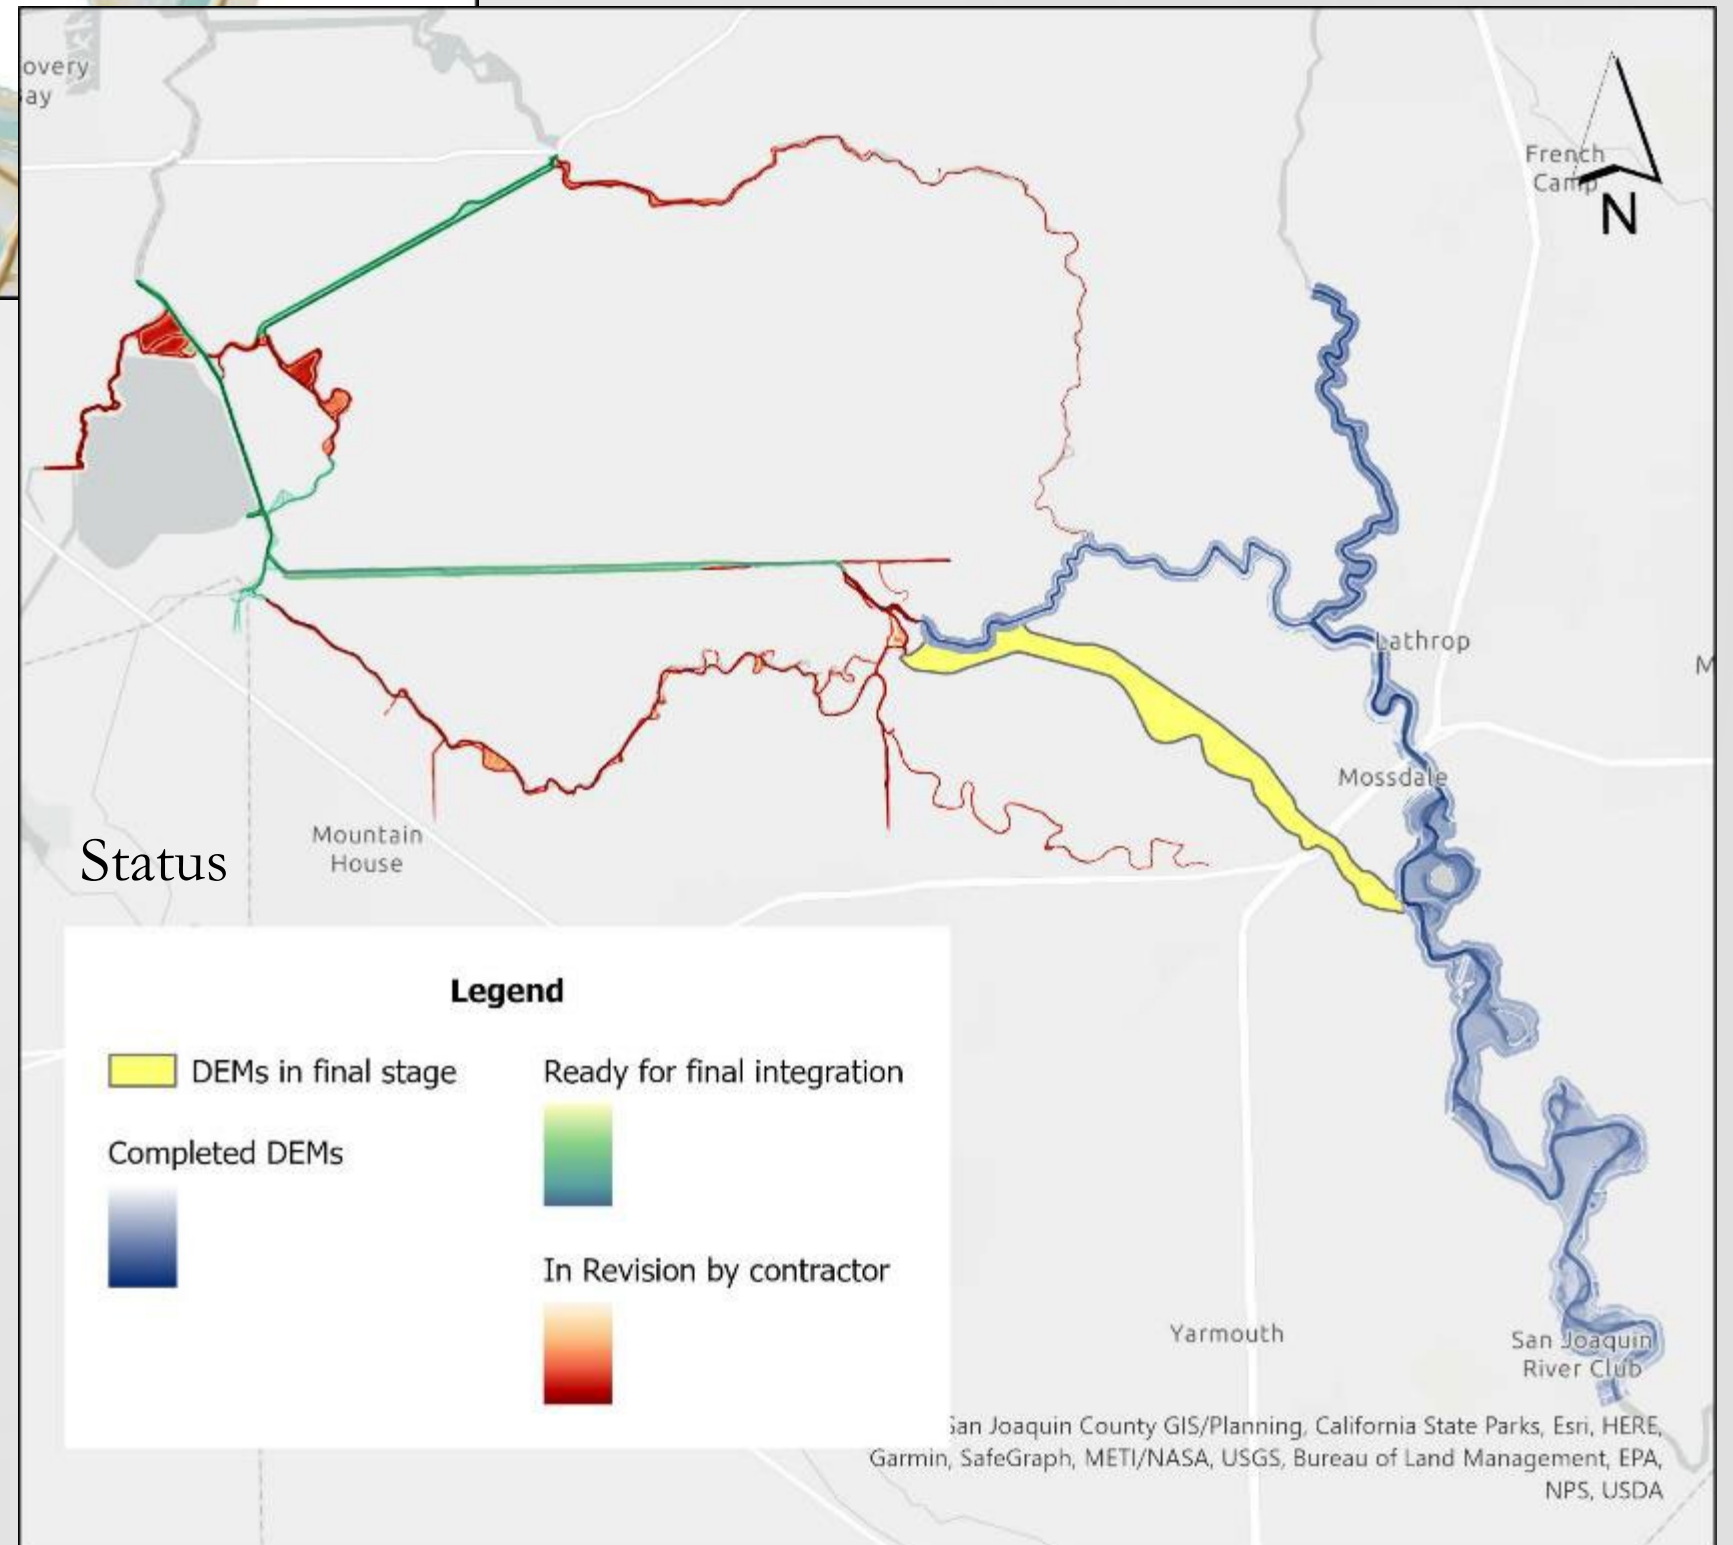 overy
ay
French
Camp
N
Lathrop
M
Mossdale
Mountain
House
Status
Legend
DEMs in final stage
Completed DEMs
Ready for final integration
In Revision by contractor
Yarmouth
San Joaquin
River Club
San Joaquin County GIS/Planning, California State Parks, Esri, HERE,
Garmin, SafeGraph, METI/NASA, USGS, Bureau of Land Management, EPA,
NPS, USDA